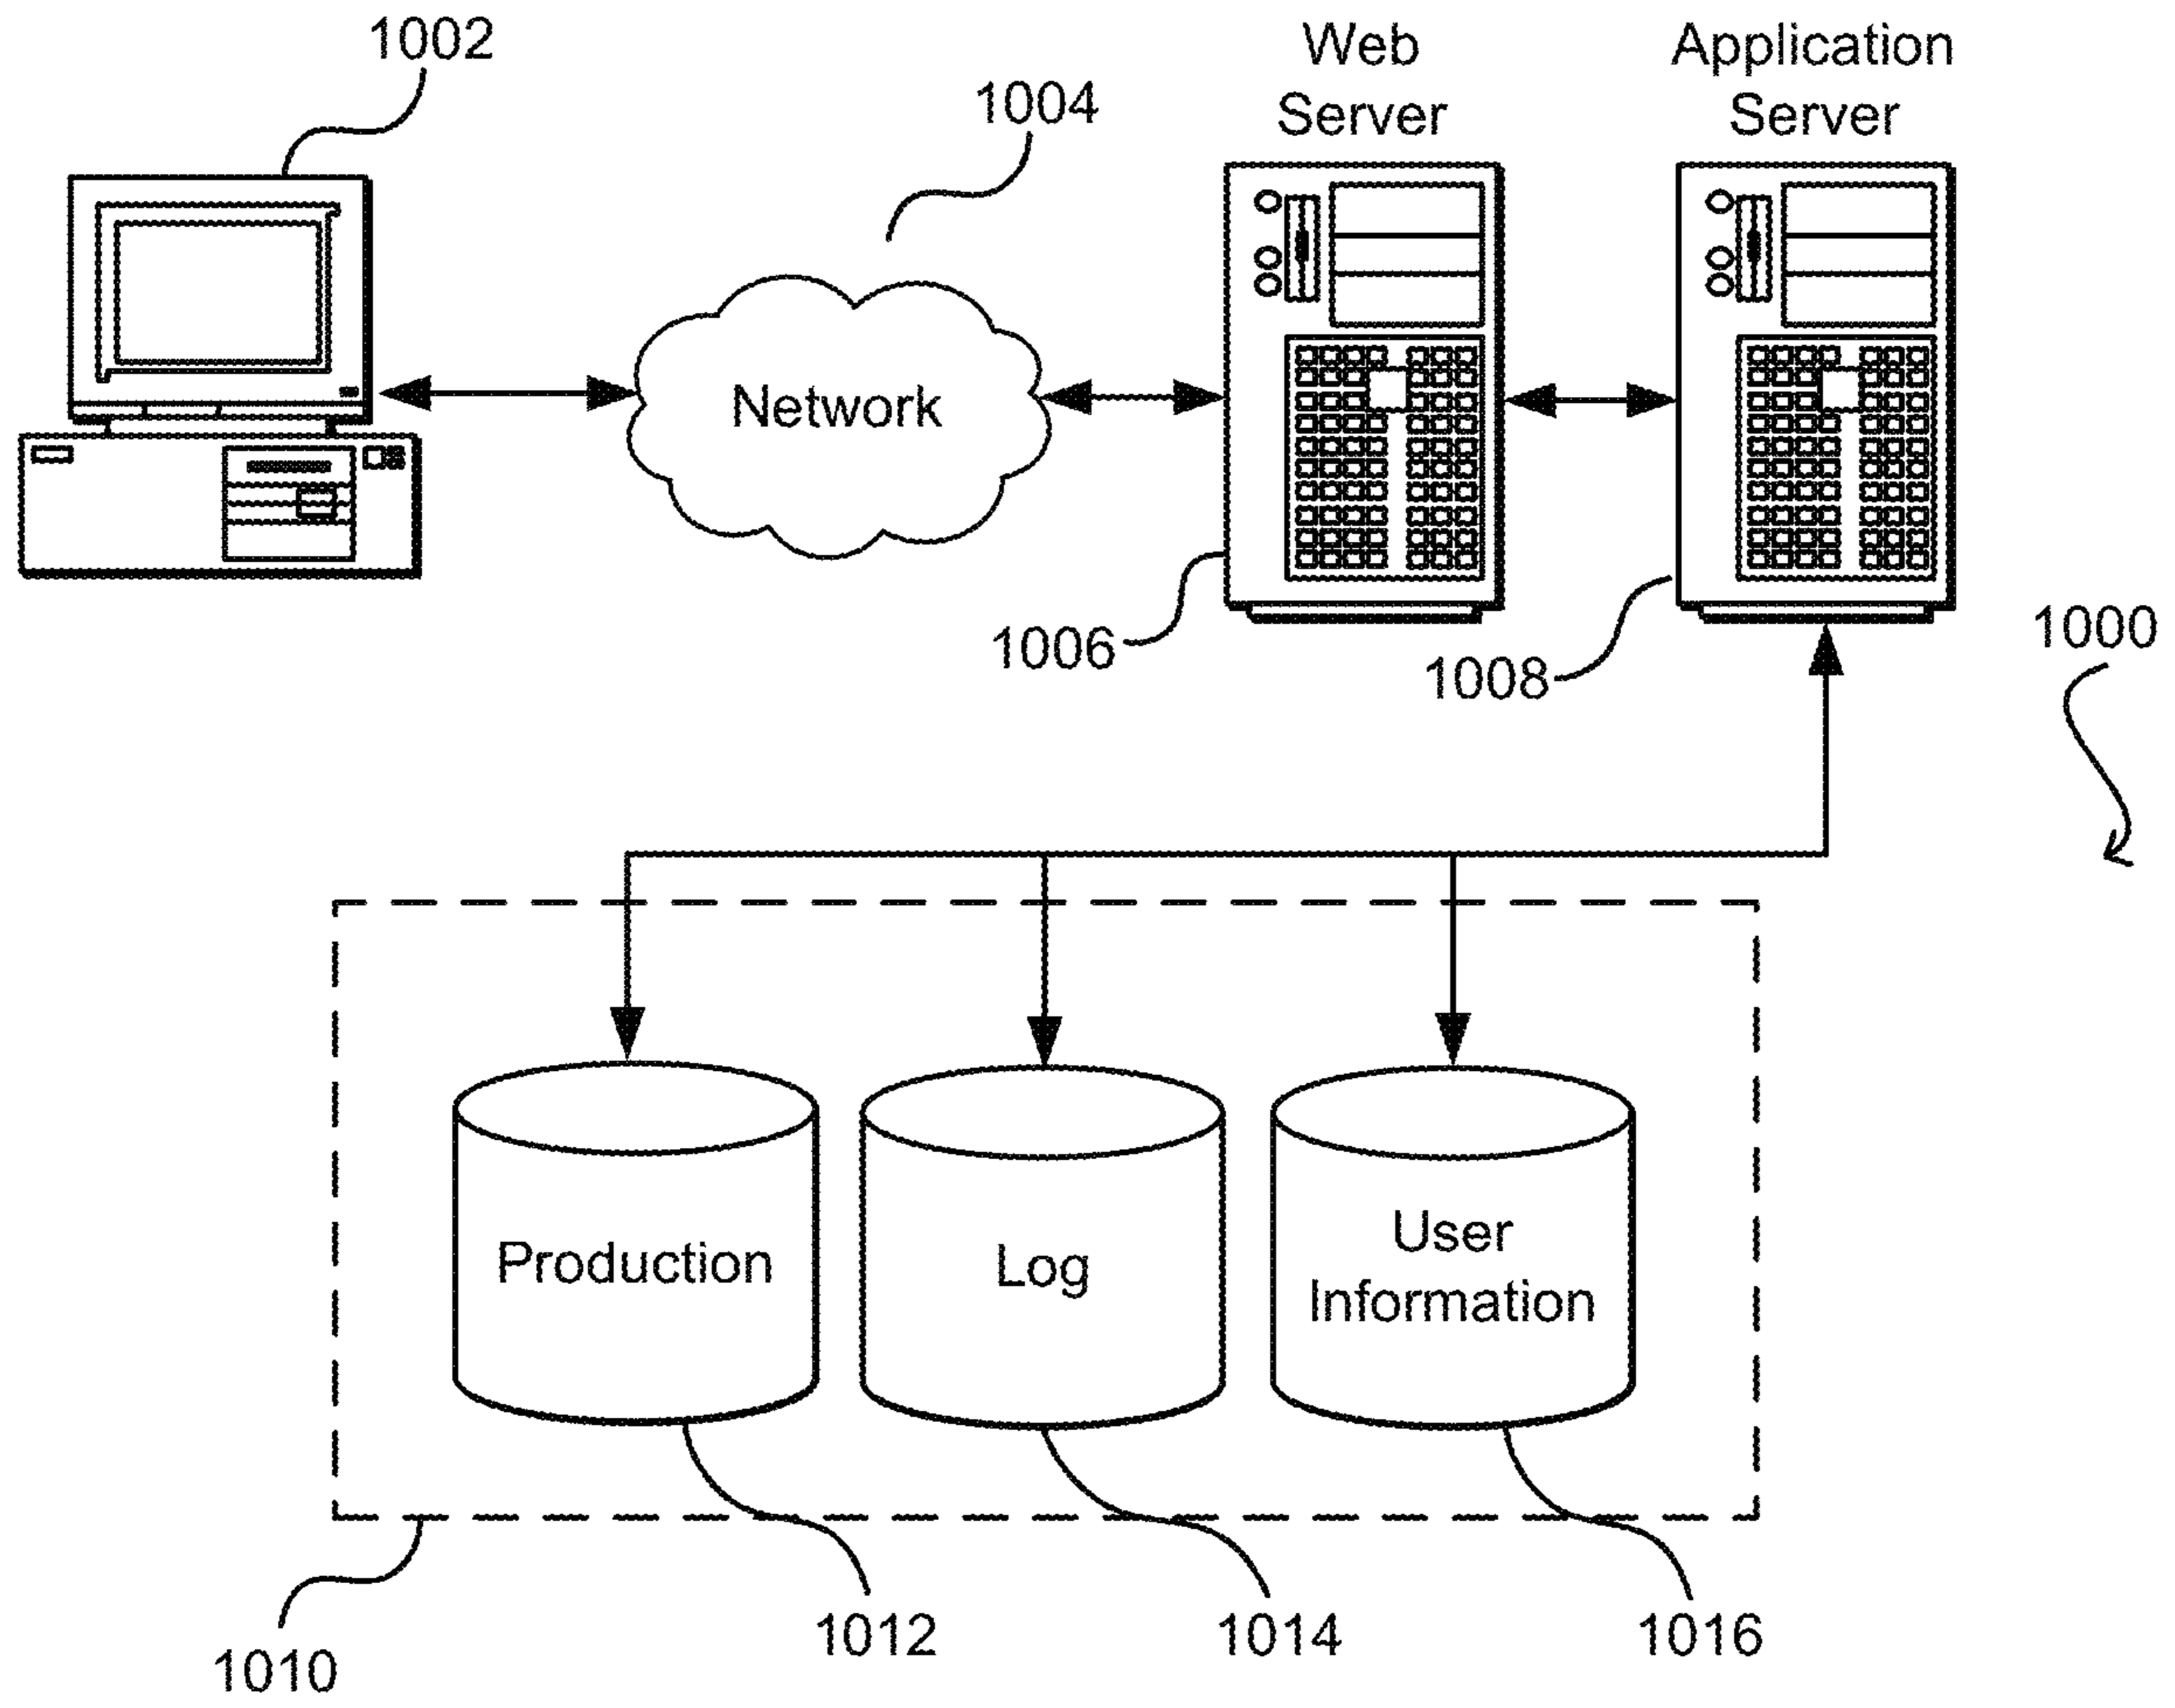 1002
1004
Web
Server
Application
Server
Network
1006
1008
1000
Production
Log
User
Information
1010
1012
1014
1016